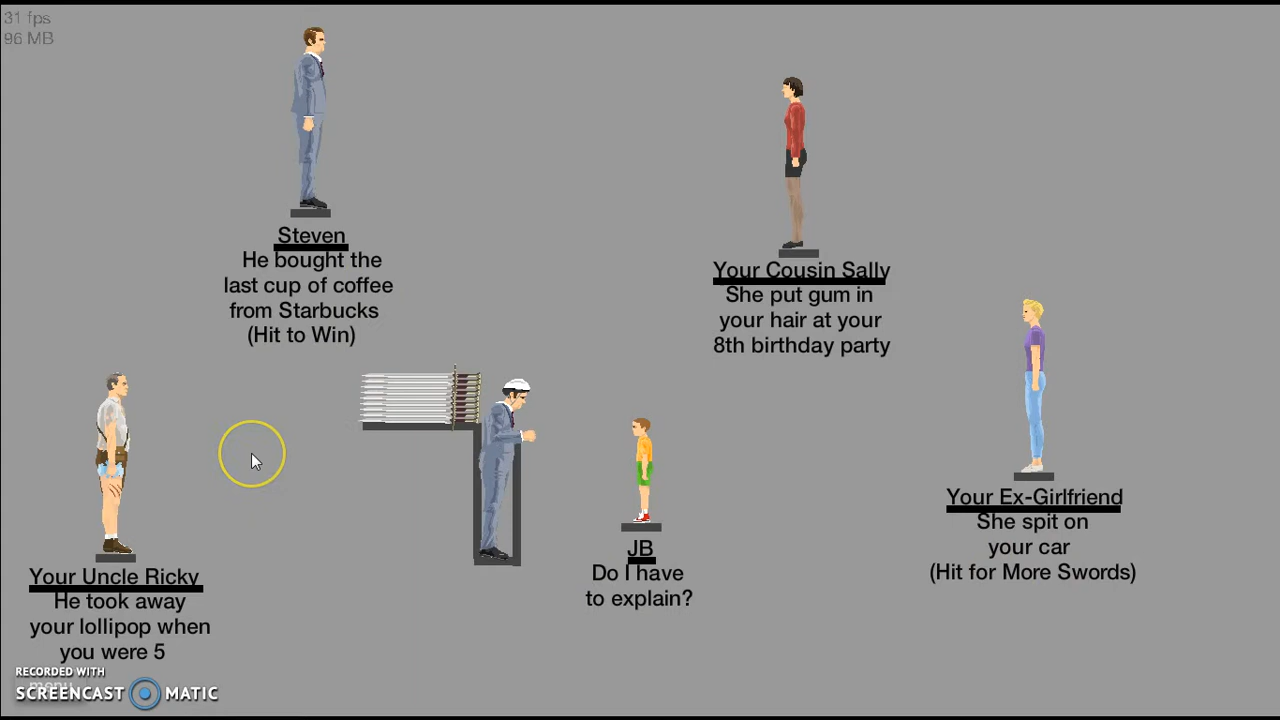 31 fps
96 MB
Steven
He bought the
last cup of coffee
from Starbucks
(Hit to Win)
Your Cousin Sally
She put gum in
your hair at your
8th birthday party
Your Ex-Girlfriend
She spit on
your car
(Hit for More Swords)
JB
Do I have
to explain?
Your Uncle Ricky
He took away
your lollipop when
you were 5
menu
RECORDED WITH
SCREENCAST MATIC